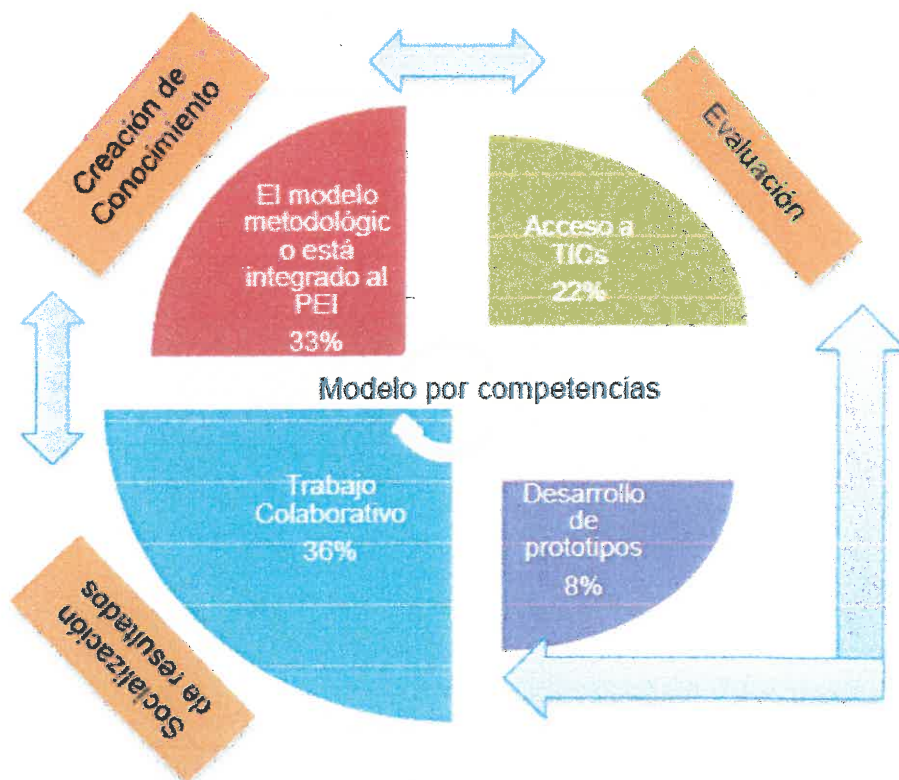 Creación de
Conocimiento
Evaluación
El modelo
metodológic
o está
integrado al
PEI
33%
Acceso a
TICs
22%
Modelo por competencias
Trabajo
Colaborativo
36%
Desarrollo
de
prototipos
8%
Socialización
de resultados